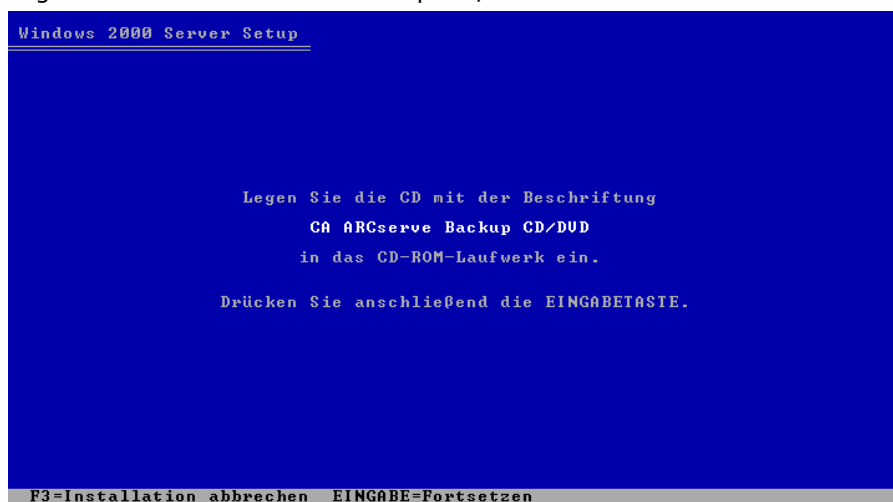 Windows 2000 Server Setup
Legen Sie die CD mit der Beschriftung
CA ARCserve Backup CD/DVD
in das CD-ROM-Laufwerk ein.
Drücken Sie anschließend die EINGABETASTE.
F3=Installation abbrechen EINGABE=Fortsetzen